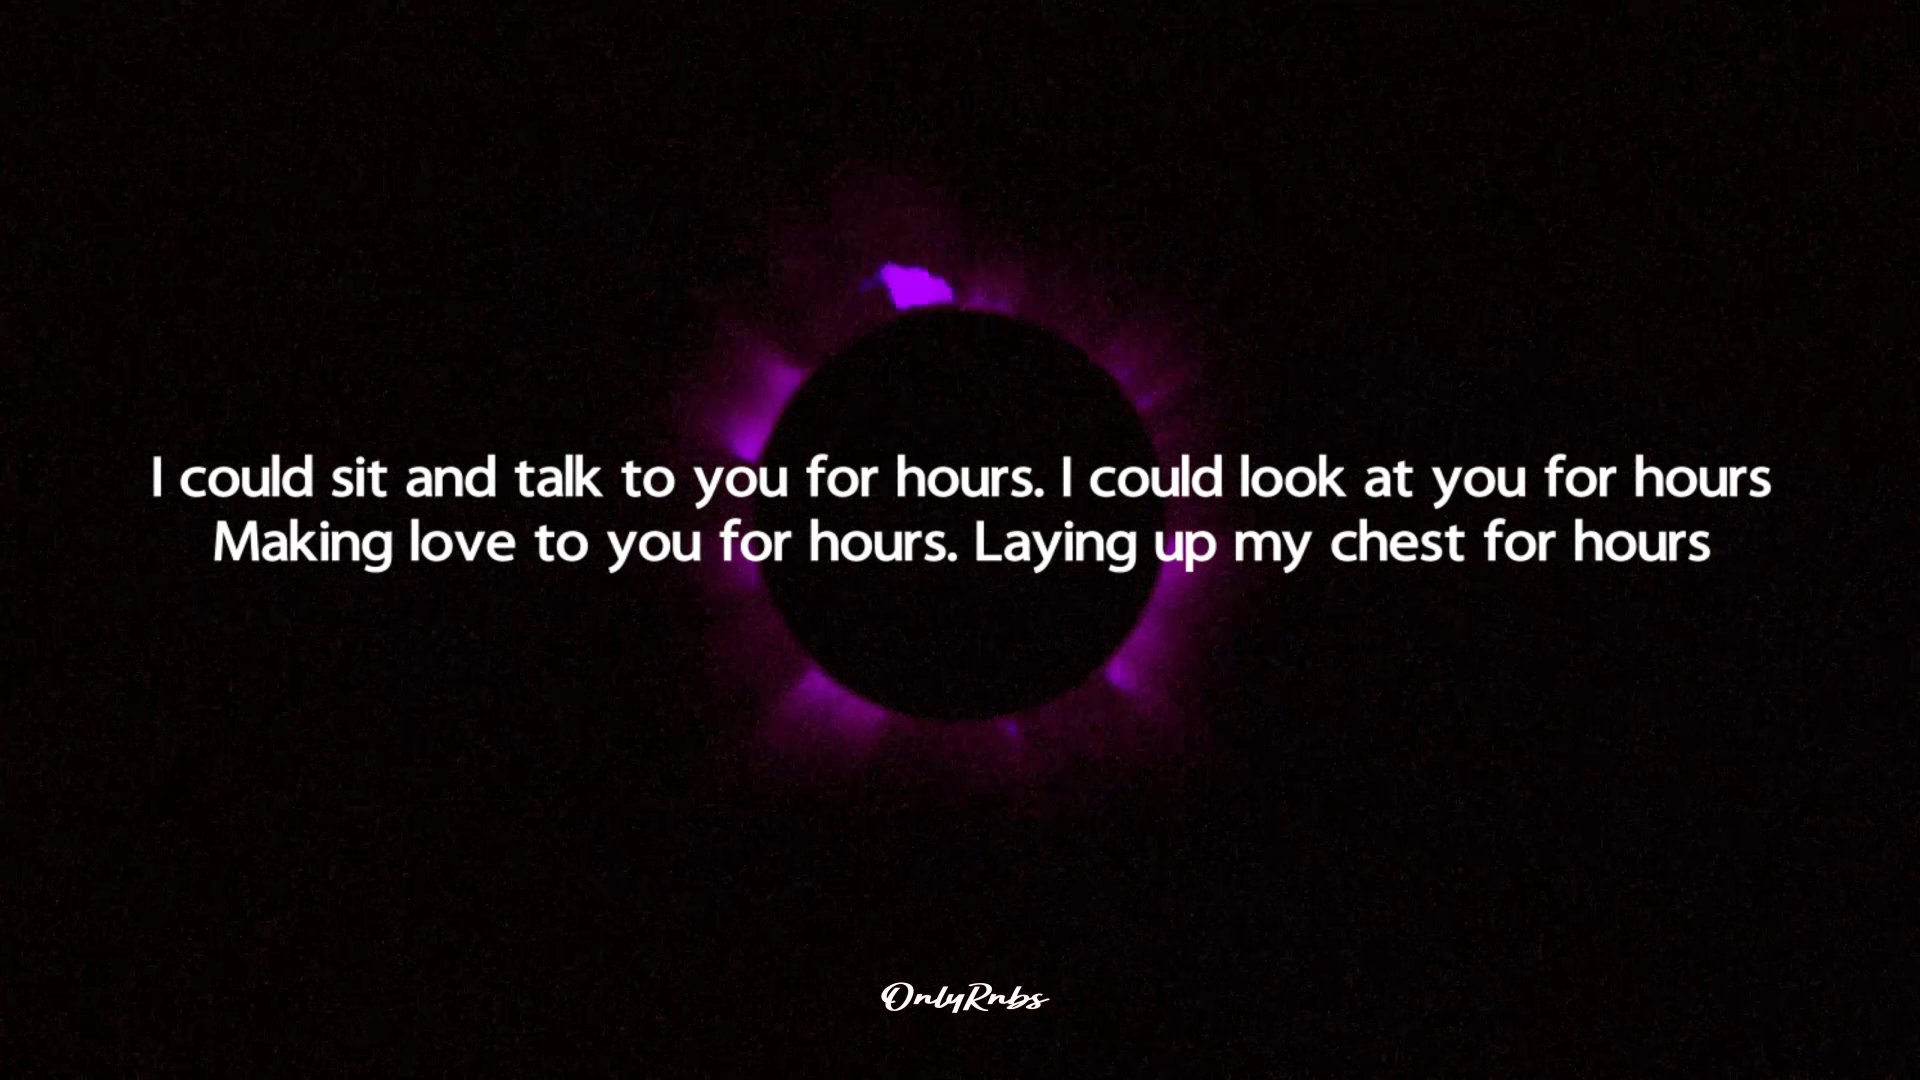 I could sit and talk to you for hours. I could look at you for hours
Making love to you for hours. Laying up my chest for hours
OnlyRnbs